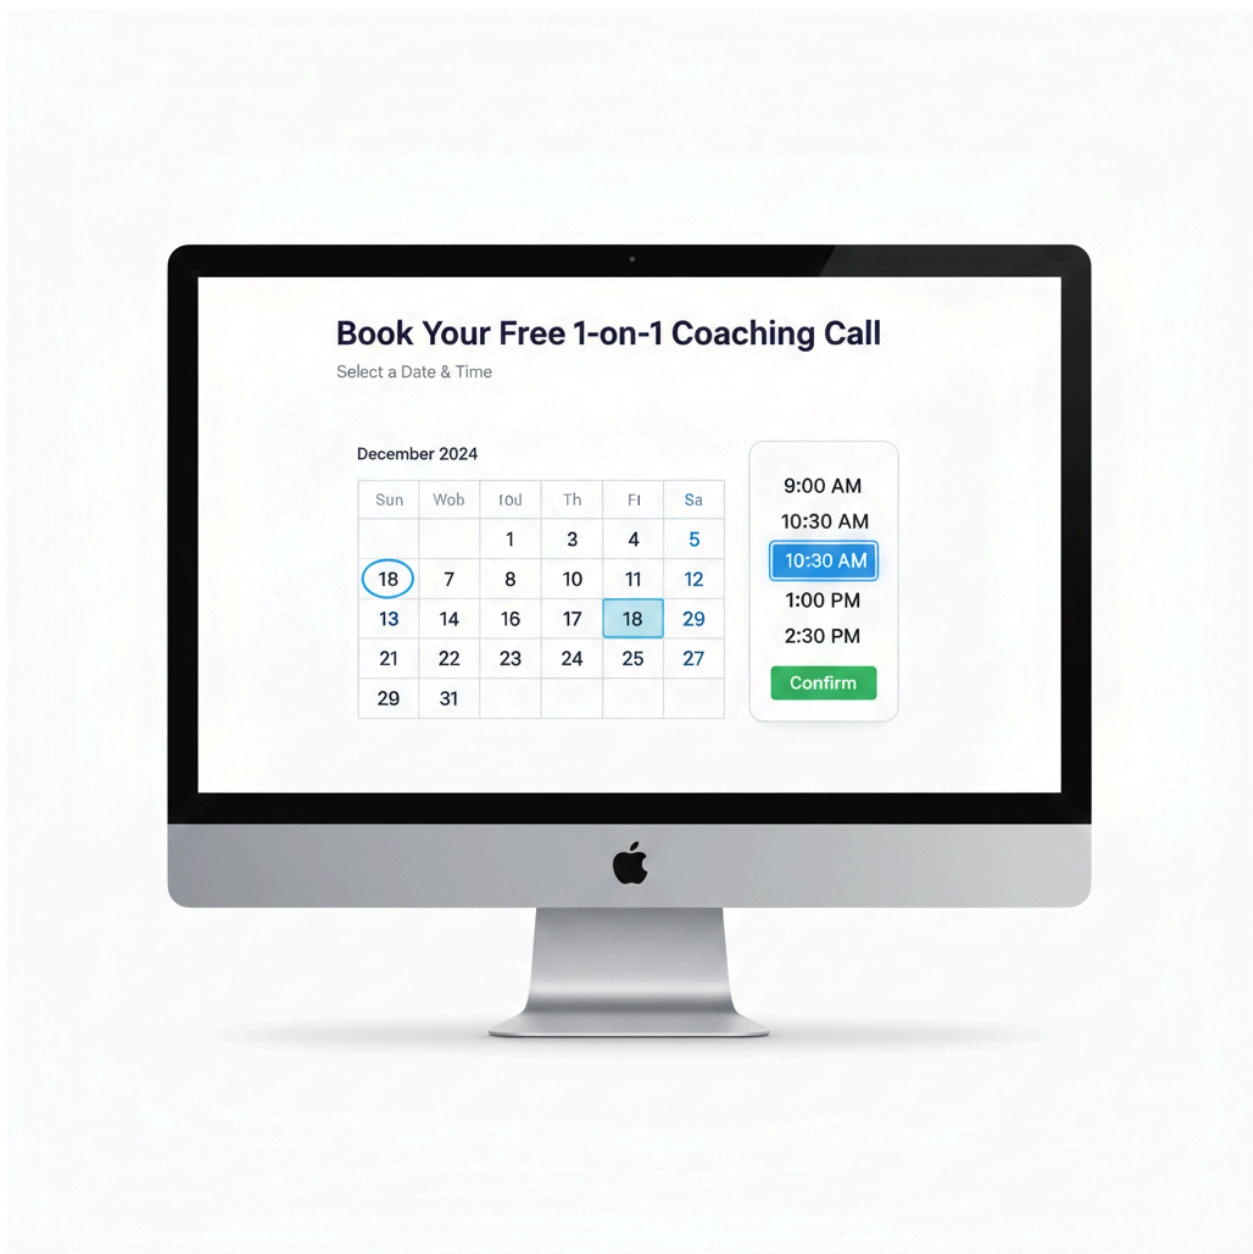 Book Your Free 1-on-1 Coaching Call
Select a Date & Time
December 2024
Sun Wob Th Sa
1 3 4 5
18 7 8 10 11 12
13 14 16 17 18 29
21 22 23 24 25 27
29 31
9:00 AM
10:30 AM
10:30 AM
1:00 PM
2:30 PM
Confirm